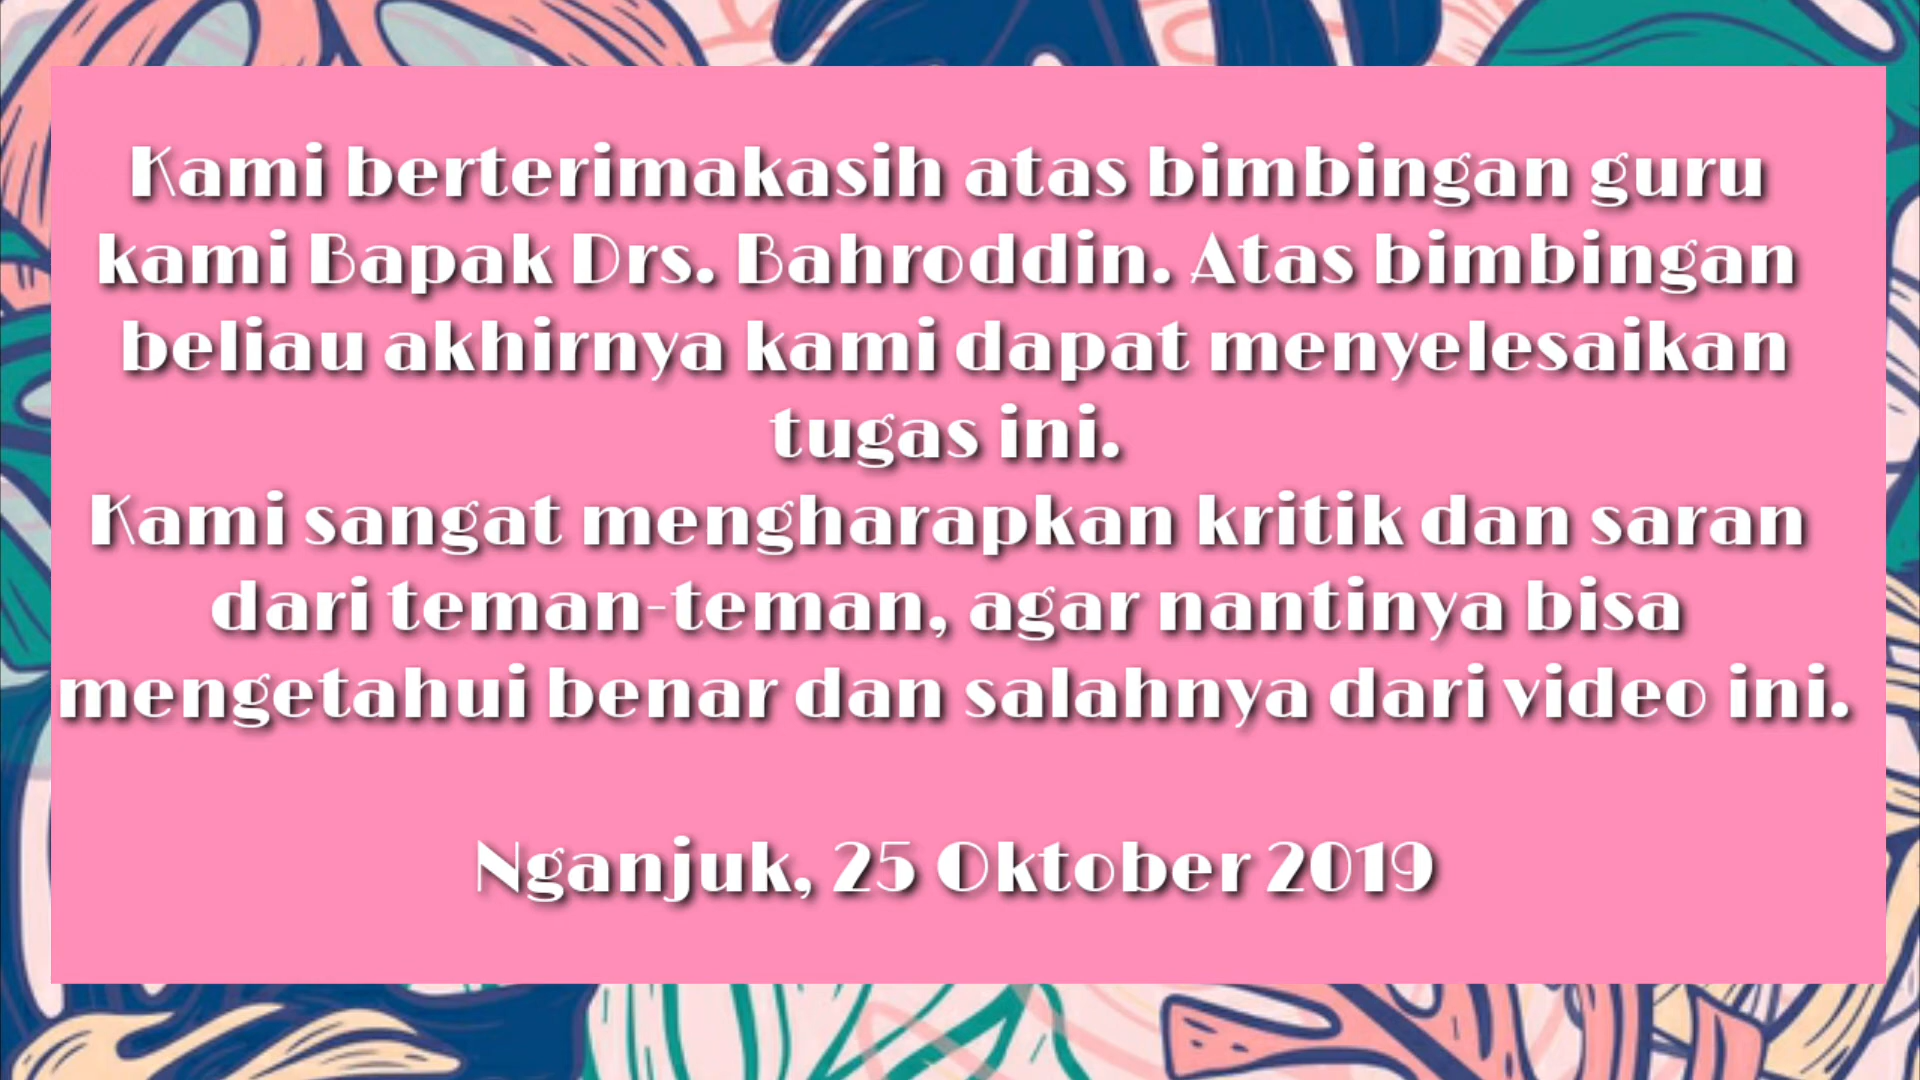 Kami berterimakasih atas bimbingan guru
kami Bapak Drs. Bahroddin. Atas bimbingan
beliau akhirnya kami dapat menyelesaikan
tugas ini.
Kami sangat mengharapkan kritik dan saran
dari teman-teman, agar nantinya bisa
mengetahui benar dan salahnya dari video ini.
Nganjuk, 25 Oktober 2019